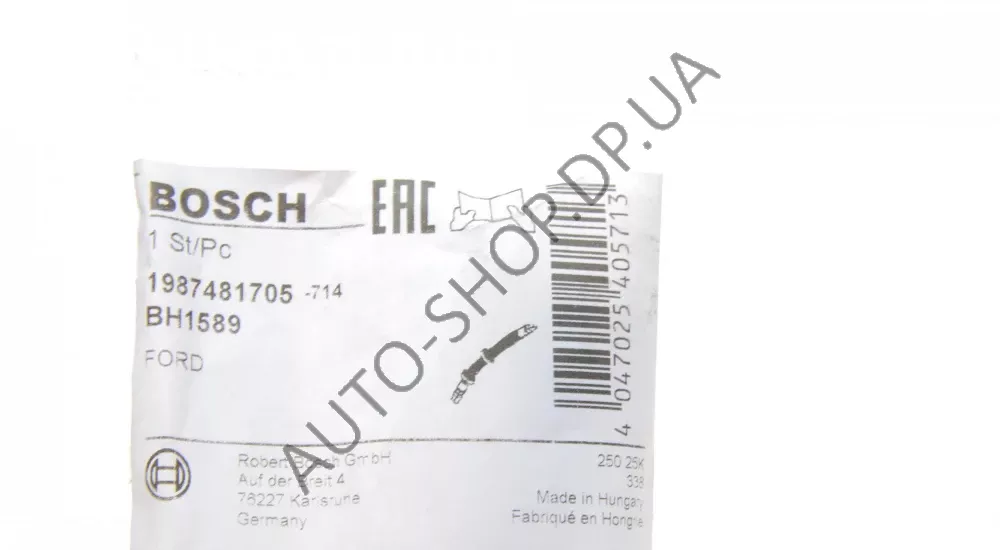 BOSCH
EAC
1 St/Pc
1987481705 -714
BH1589
FORD
4 047025 405713
Robert Bosch GmbH
Auf der Breit 4
76227 Karlsruhe
Germany
250 25K
338
Made in Hungary
Fabriqué en Hongrie
AUTO-SHOP.DP.UA